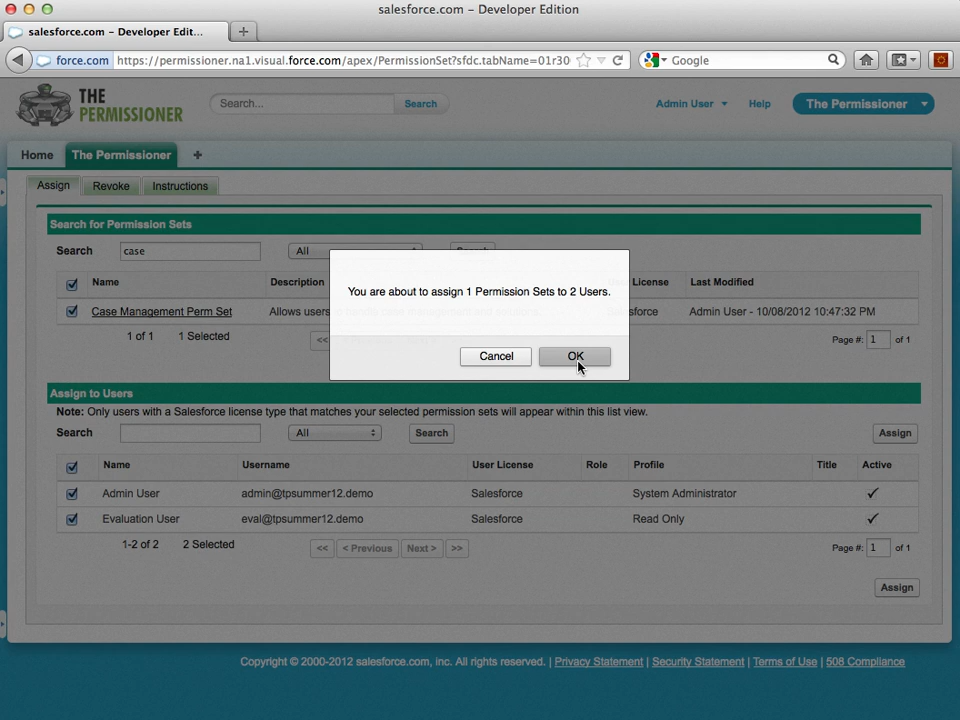 salesforce.com – Developer Edition
salesforce.com – Developer Edit...
force.com https://permissioner.na1.visual.force.com/apex/PermissionSet?sfdc.tabName=01r30 Google
THE PERMISSIONER Search... Search Admin User Help The Permissioner
Home The Permissioner +
Assign Revoke Instructions
Search for Permission Sets
Search case All
Name Description License Last Modified
Case Management Perm Set Allows users Admin User - 10/08/2012 10:47:32 PM
1 of 1 1 Selected << Page #: 1 of 1
You are about to assign 1 Permission Sets to 2 Users.
Cancel OK
Assign to Users
Note: Only users with a Salesforce license type that matches your selected permission sets will appear within this list view.
Search All Search Assign
Name Username User License Role Profile Title Active
Admin User admin@tpsummer12.demo Salesforce System Administrator
Evaluation User eval@tpsummer12.demo Salesforce Read Only
1-2 of 2 2 Selected << < Previous Next > >> Page #: 1 of 1
Assign
Copyright © 2000-2012 salesforce.com, inc. All rights reserved. | Privacy Statement | Security Statement | Terms of Use | 508 Compliance